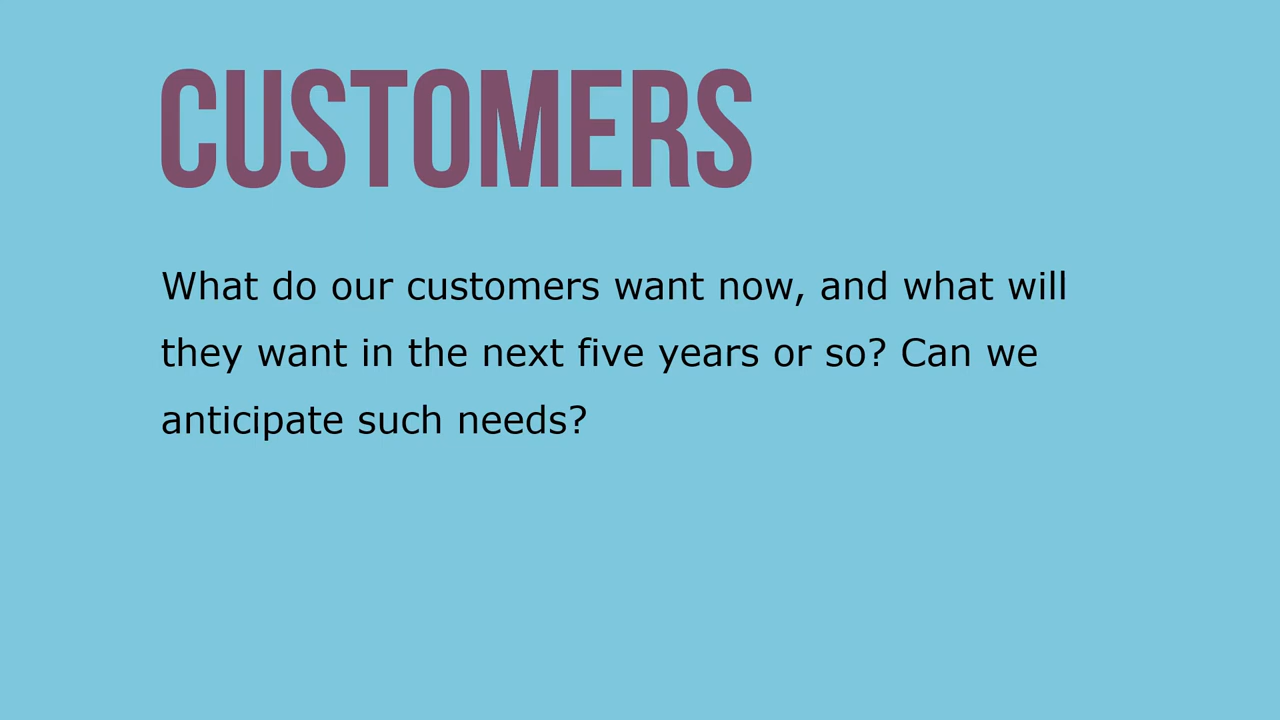 CUSTOMERS
What do our customers want now, and what will
they want in the next five years or so? Can we
anticipate such needs?